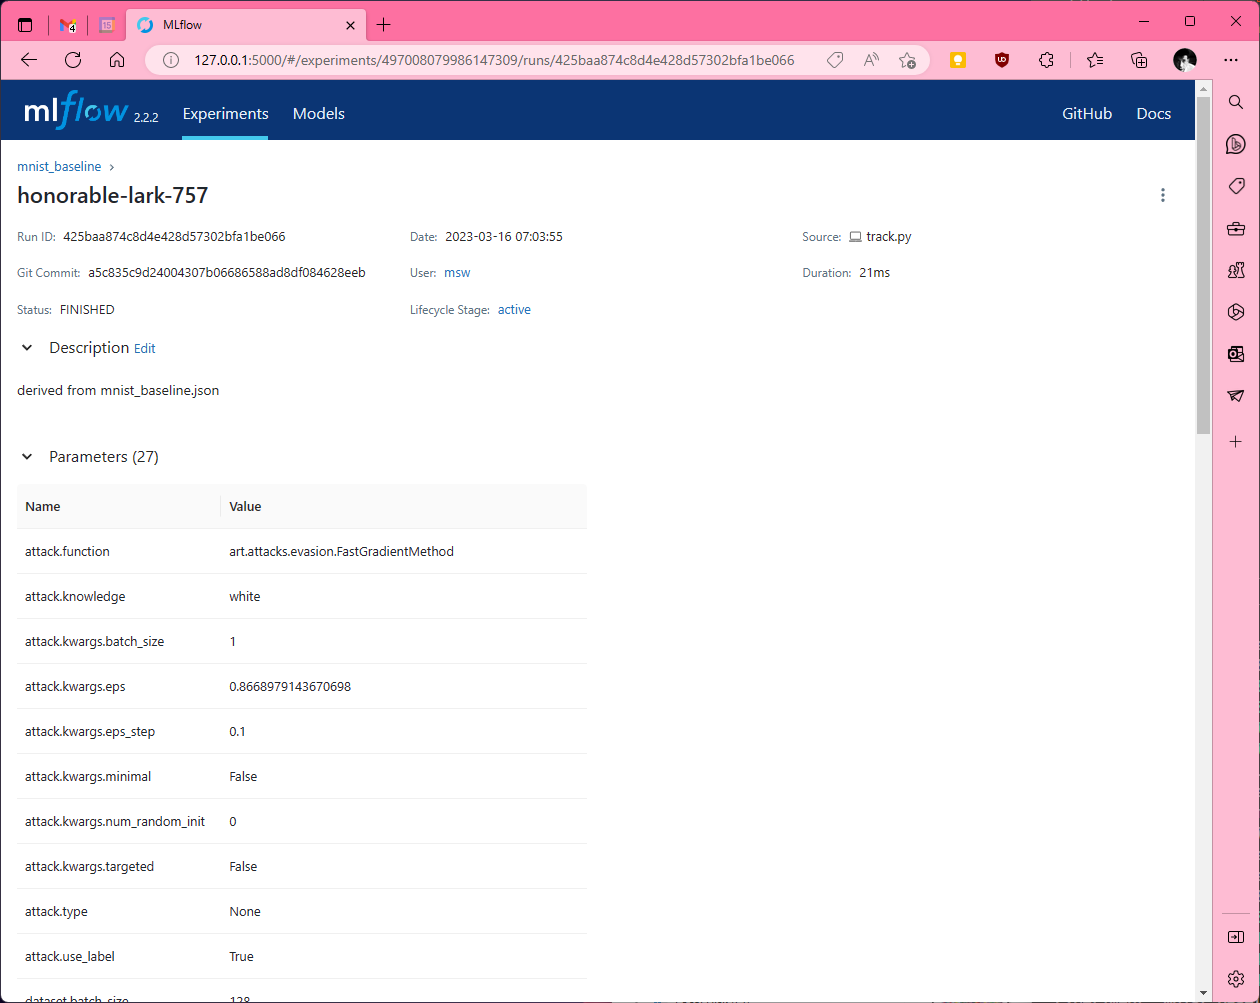 4
15
MLflow
127.0.0.1:5000/#/experiments/497008079986147309/runs/425baa874c8d4e428d57302bfa1be066
UD
mlflow 2.2.2 Experiments Models GitHub Docs
mnist_baseline
honorable-lark-757
Run ID: 425baa874c8d4e428d57302bfa1be066 Date: 2023-03-16 07:03:55 Source: track.py
Git Commit: a5c835c9d24004307b06686588ad8df084628eeb User: msw Duration: 21ms
Status: FINISHED Lifecycle Stage: active
Description Edit
derived from mnist_baseline.json
Parameters (27)
Name Value
attack.function art.attacks.evasion.FastGradientMethod
attack.knowledge white
attack.kwargs.batch_size 1
attack.kwargs.eps 0.8668979143670698
attack.kwargs.eps_step 0.1
attack.kwargs.minimal False
attack.kwargs.num_random_init 0
attack.kwargs.targeted False
attack.type None
attack.use_label True
dataset.batch_size 128